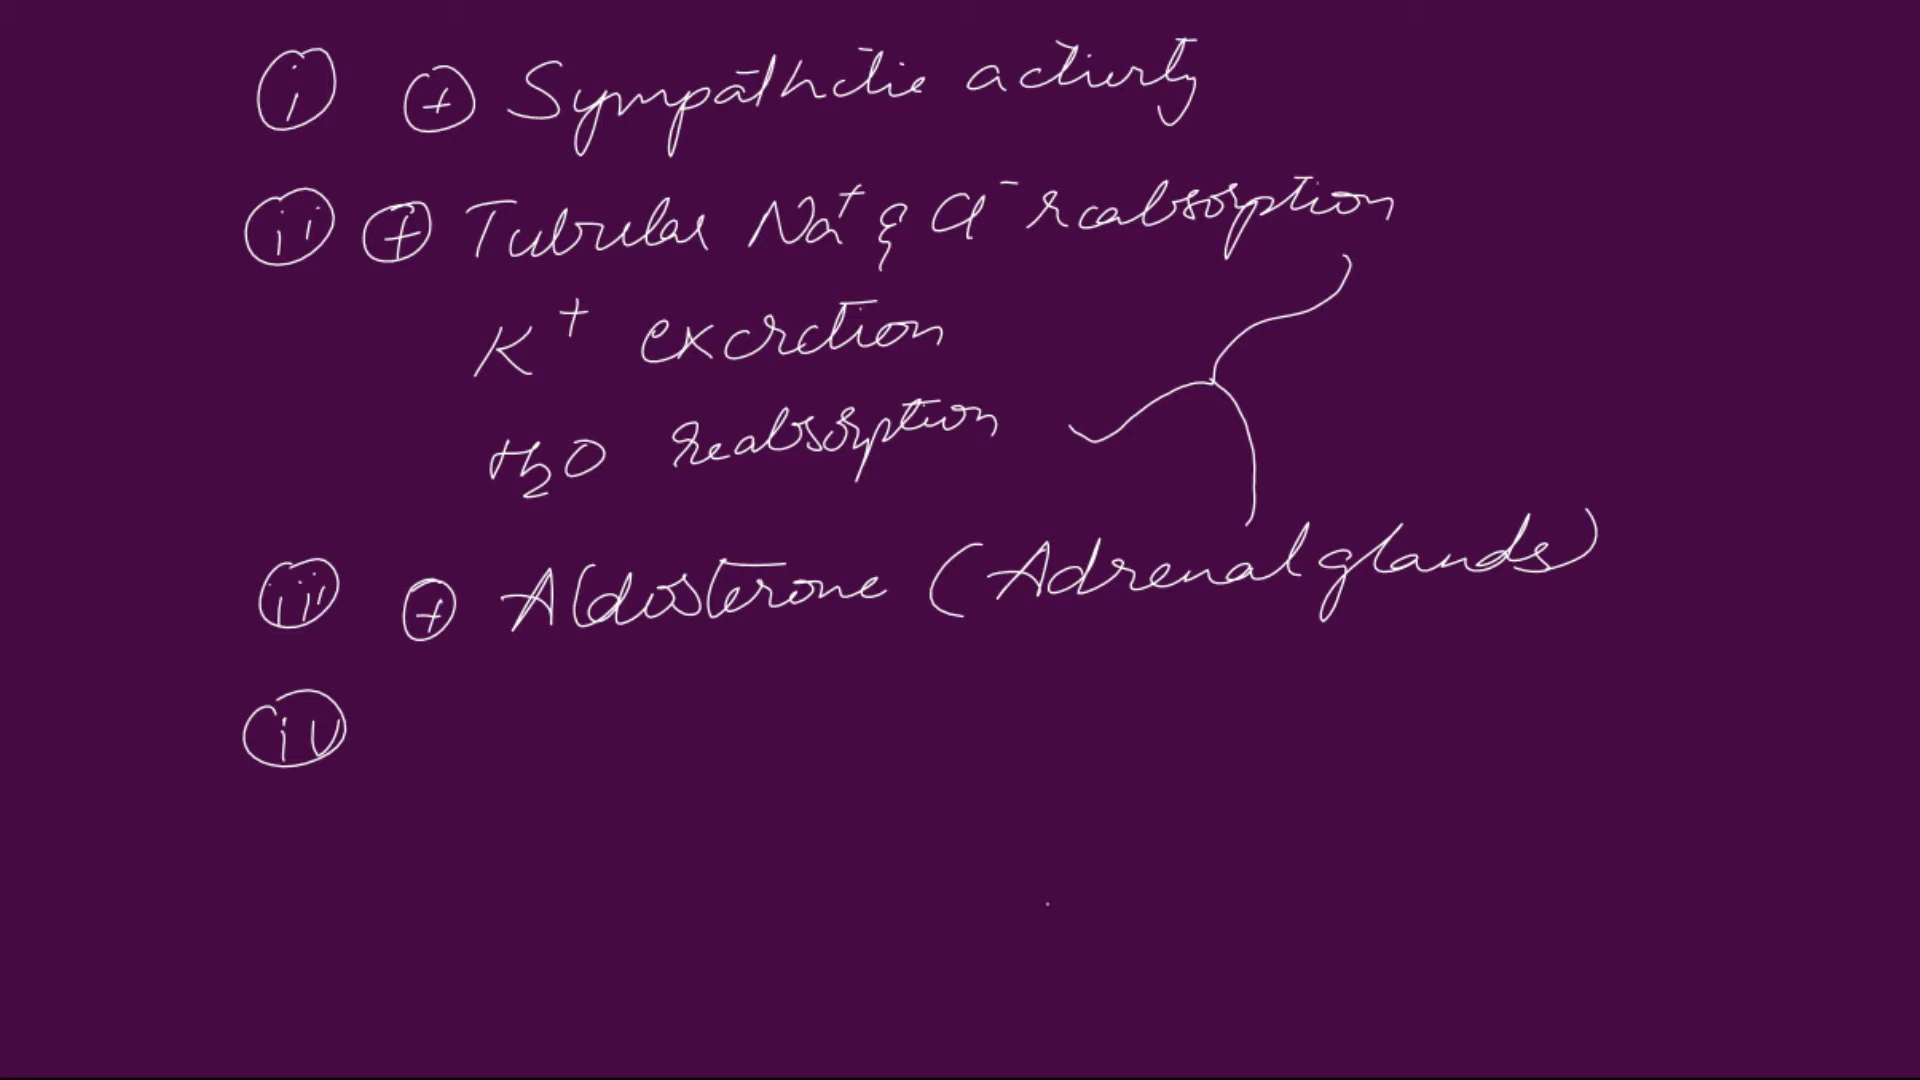 i + Sympathetic activity
ii + Tubular Na+ & Cl- reabsorption
K+ excretion
H2O reabsorption
iii + Aldosterone (Adrenal glands)
iv